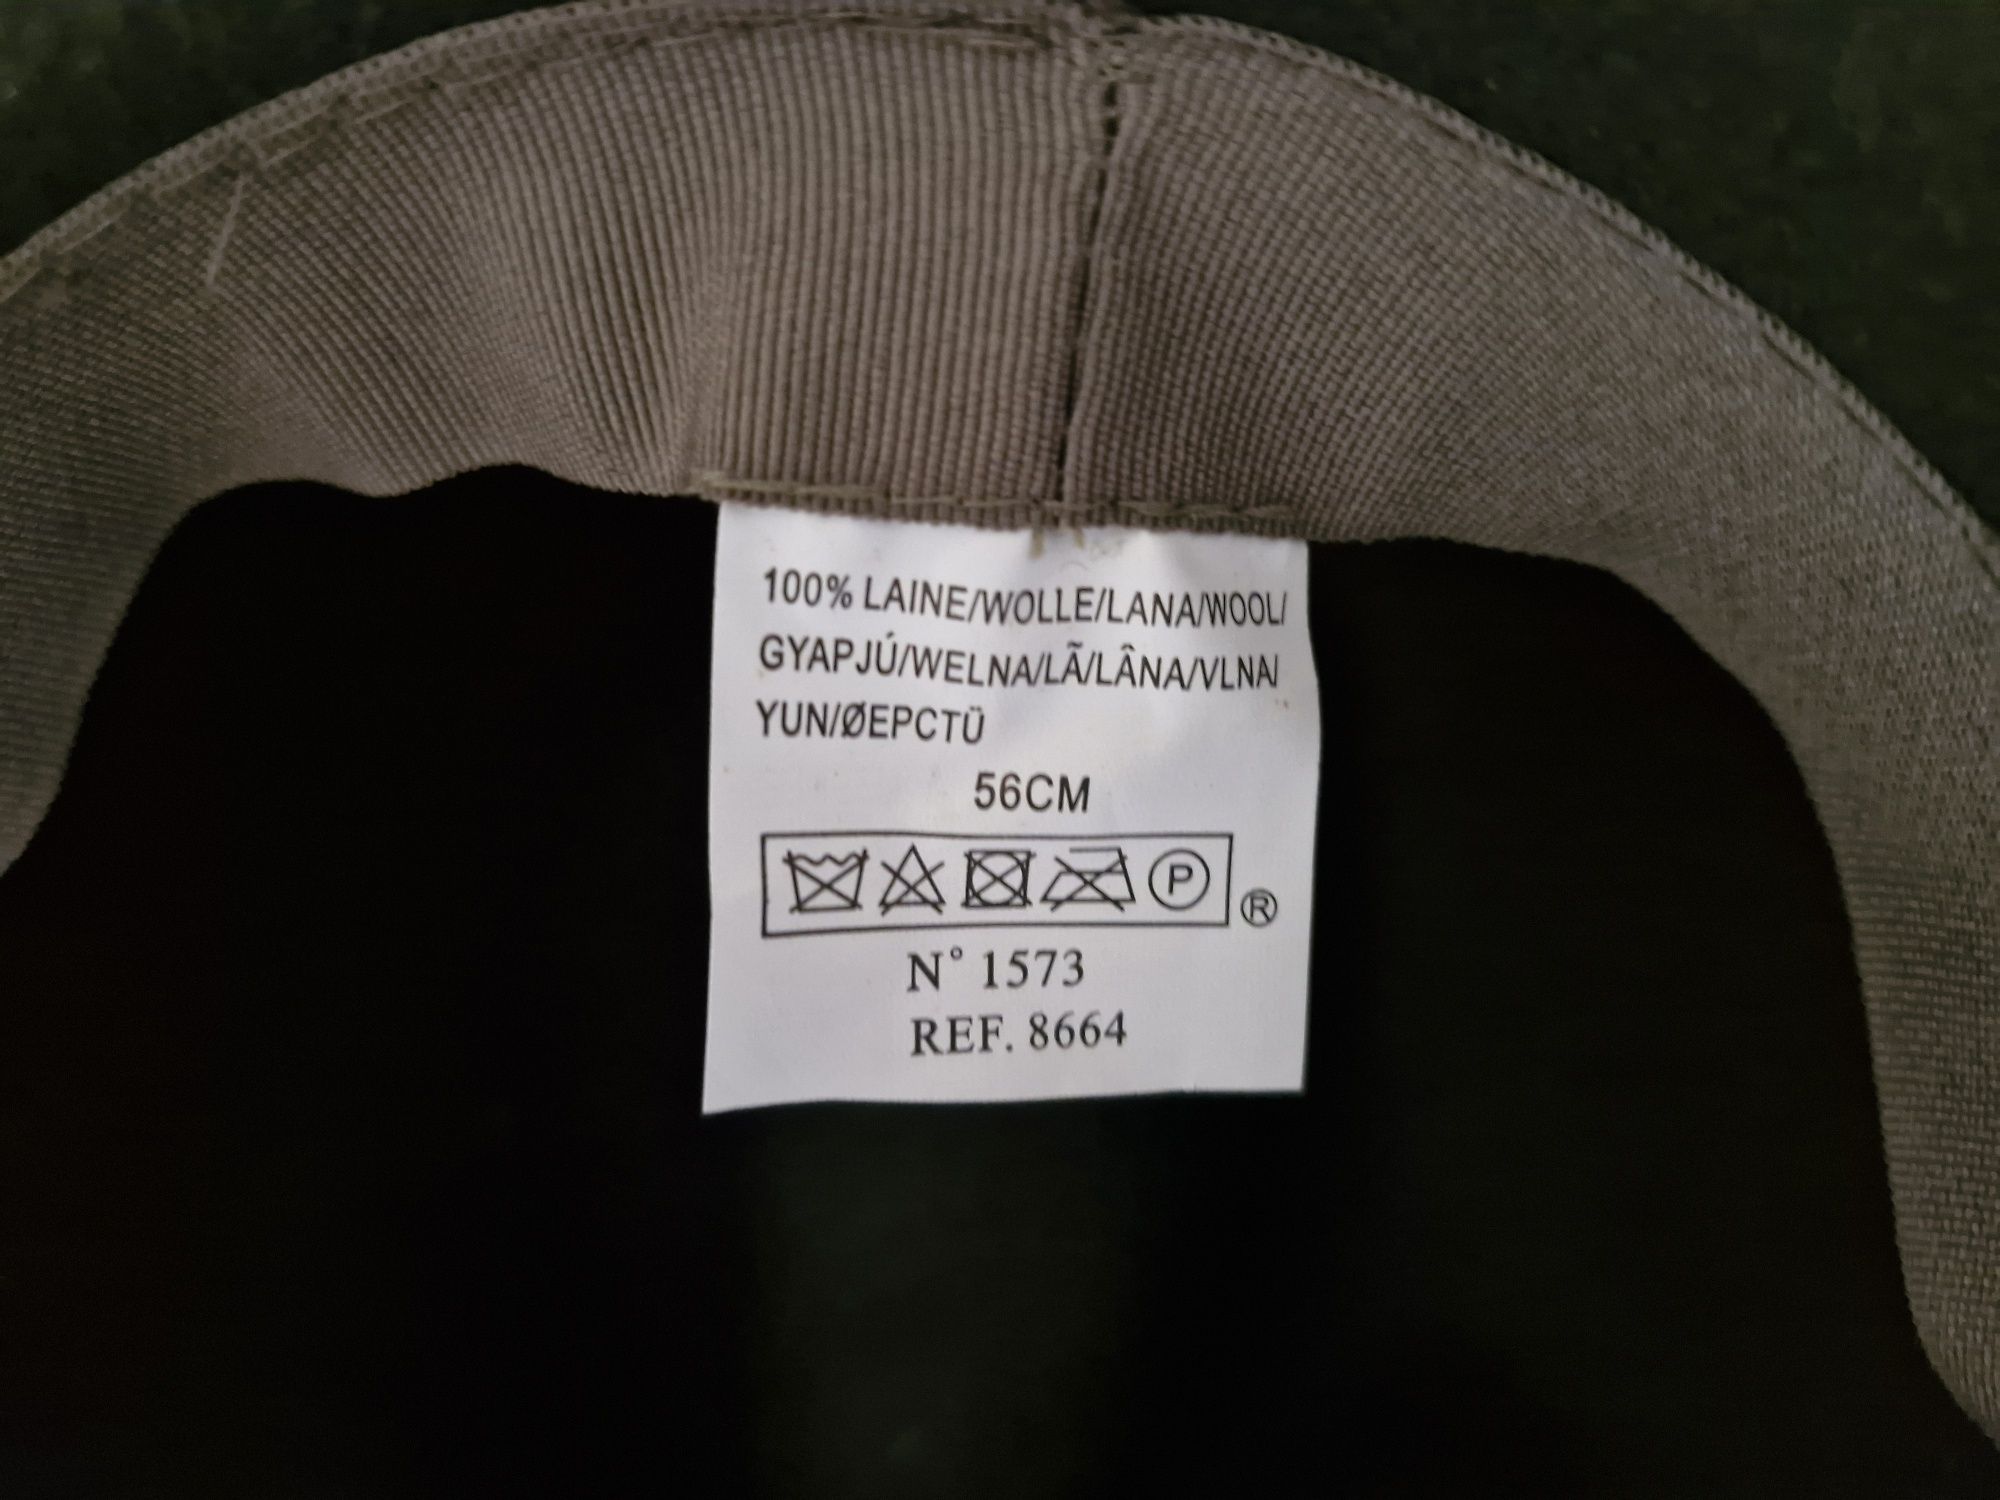 100% LAINE/WOLLE/LANA/WOOL/
GYAPJÚ/WELNA/LÃ/LÂNA/VLNA/
YUN/ØEPCTÜ
56CM
P ®
N° 1573
REF. 8664